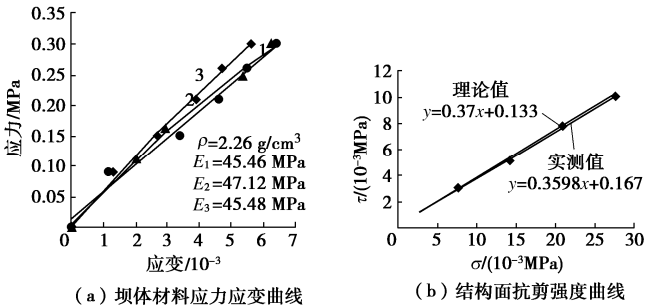 0.30
0.25
0.20
0.15
0.10
0.05
0
1
2
3
4
5
6
7
应力/MPa
应变/10⁻³
1
2
3
ρ=2.26 g/cm³
E₁=45.46 MPa
E₂=47.12 MPa
E₃=45.48 MPa
(a) 坝体材料应力应变曲线
12
10
8
6
4
2
0
5
10
15
20
25
30
τ/(10⁻³MPa)
σ/(10⁻³MPa)
理论值
y=0.37x+0.133
实测值
y=0.3598x+0.167
(b) 结构面抗剪强度曲线